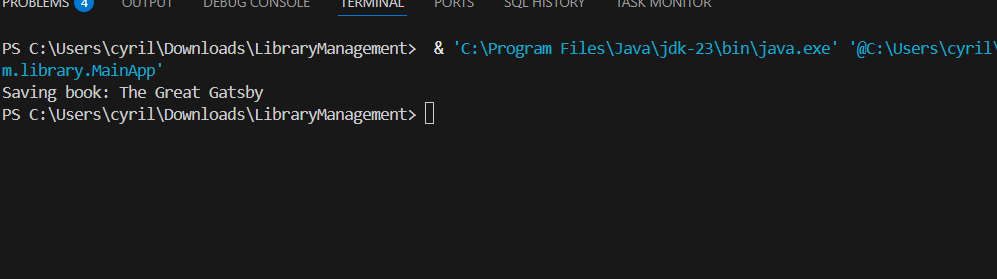 PROBLEMS 4 OUTPUT DEBUG CONSOLE TERMINAL PORTS SQL HISTORY TASK MONITOR
PS C:\Users\cyril\Downloads\LibraryManagement>  & 'C:\Program Files\Java\jdk-23\bin\java.exe' '@C:\Users\cyril\
m.library.MainApp'
Saving book: The Great Gatsby
PS C:\Users\cyril\Downloads\LibraryManagement>